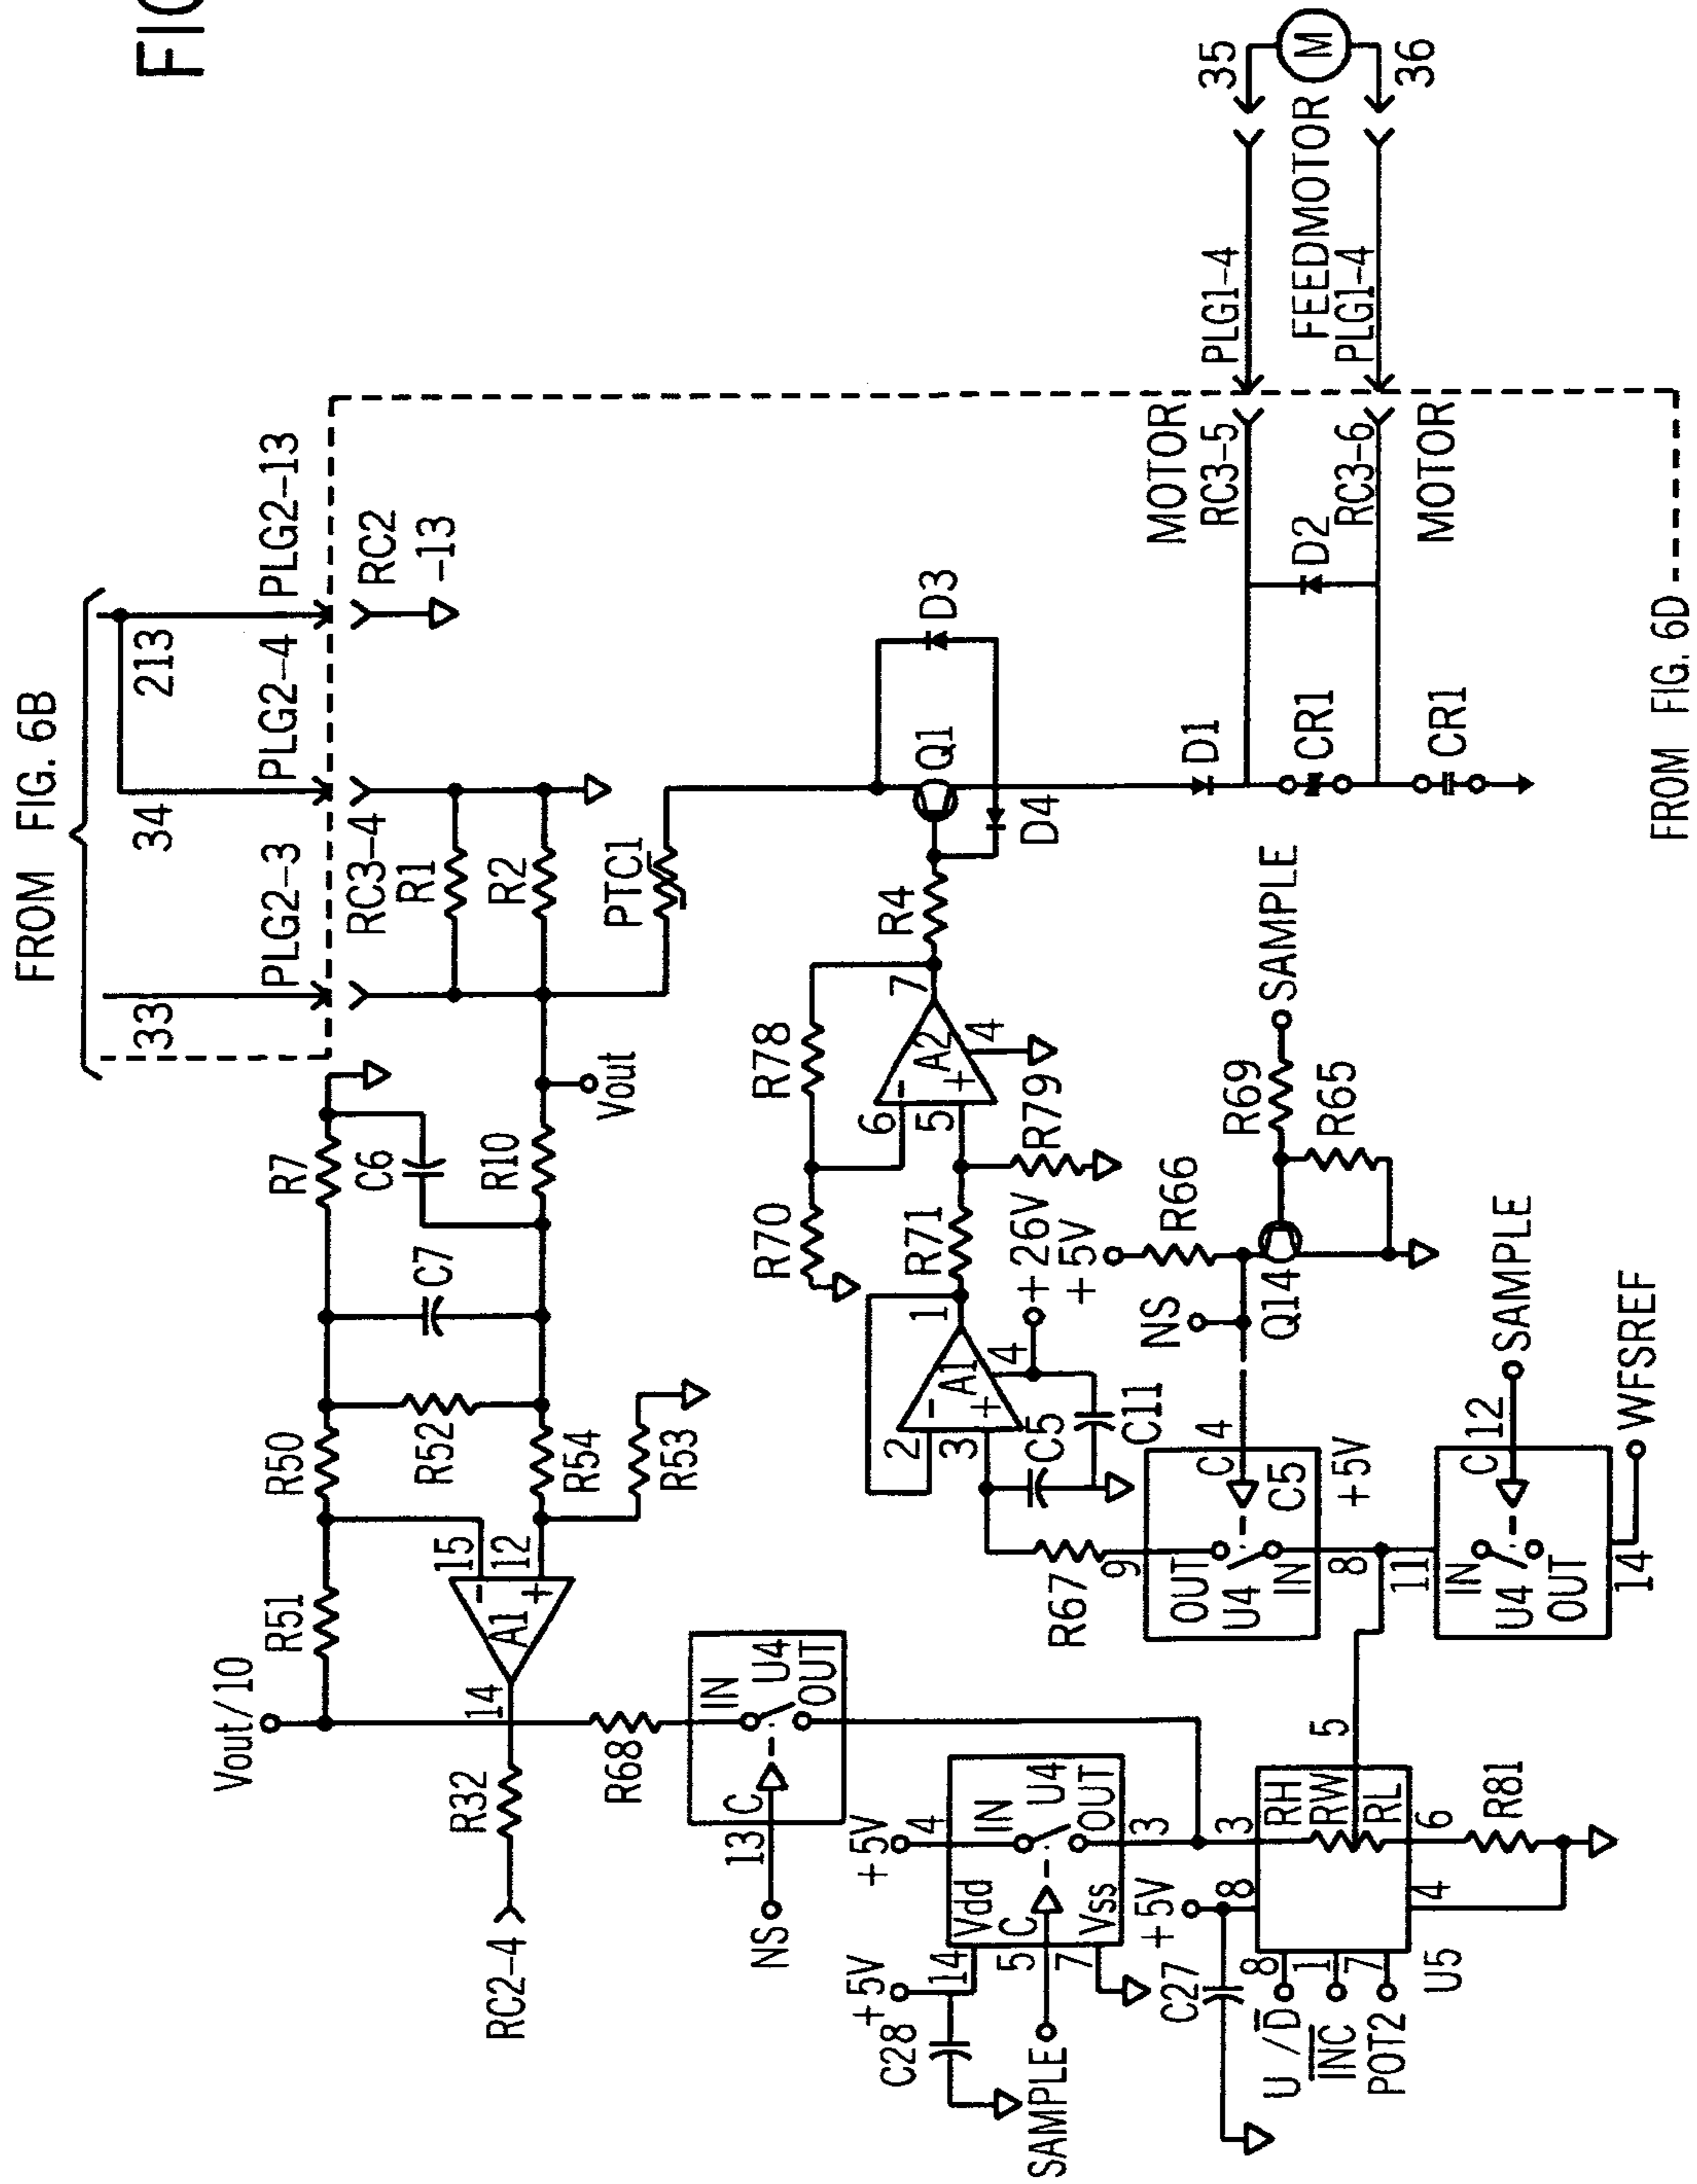 FIG
FROM FIG. 6B
33
34
213
PLG2-3
PLG2-4
PLG2-13
RC3-4
RC2
-13
R1
R2
PTC1
R7
C6
R10
Vout
C7
R50
R52
R54
R53
R51
Vout/10
15
12
-
+
A1
14
R32
RC2-4
R68
IN
U4
OUT
C
13
NS
R78
R70
6
5
-
+
A2
7
4
R4
R79
R71
D3
Q1
D4
D1
2
3
-
+
A1
1
4
+26V
C5
C11
+5V
R66
NS
Q14
R69
SAMPLE
R65
R67
9
OUT
U4
IN
C
4
C5
8
+5V
11
IN
U4
OUT
C
12
SAMPLE
14
WFSREF
+5V
4
+5V
14
Vdd
IN
U4
OUT
C
Vss
5
7
3
C28
SAMPLE
+5V
C27
8
3
RH
RW
RL
5
6
4
R81
8
1
7
U/D
INC
POT2
U5
MOTOR
RC3-5
RC3-6
MOTOR
D2
CR1
CR1
PLG1-4
PLG1-4
FEEDMOTOR
35
36
M
FROM FIG. 6D